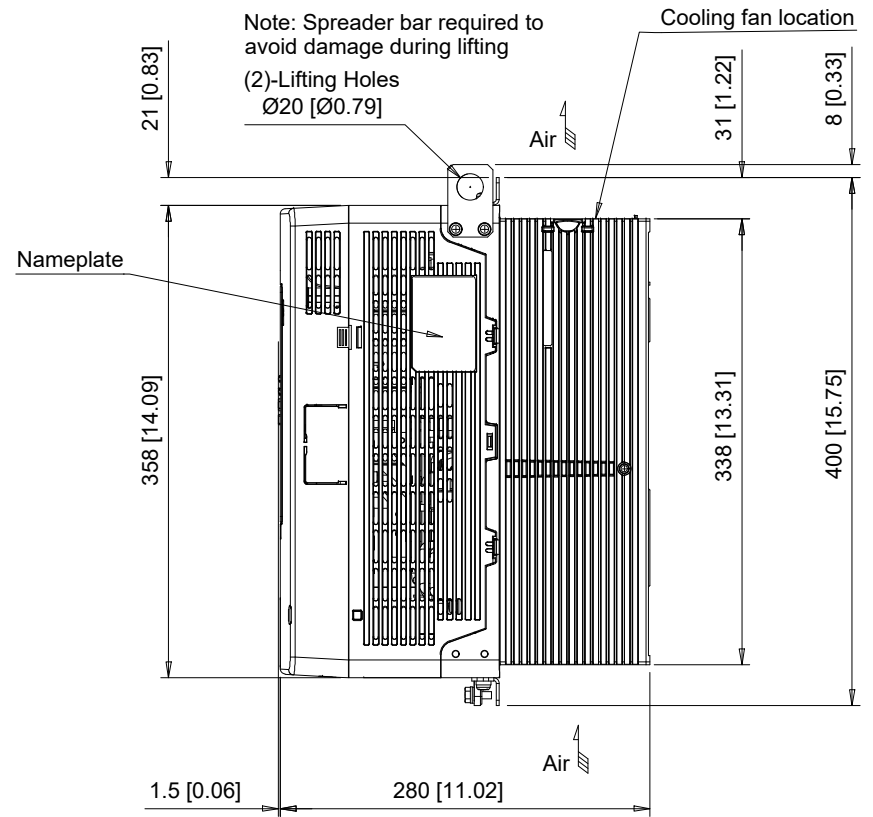 Note: Spreader bar required to
avoid damage during lifting
Cooling fan location
(2)-Lifting Holes
Ø20 [Ø0.79]
21 [0.83]
Air
31 [1.22]
8 [0.33]
Nameplate
358 [14.09]
338 [13.31]
400 [15.75]
Air
1.5 [0.06]
280 [11.02]